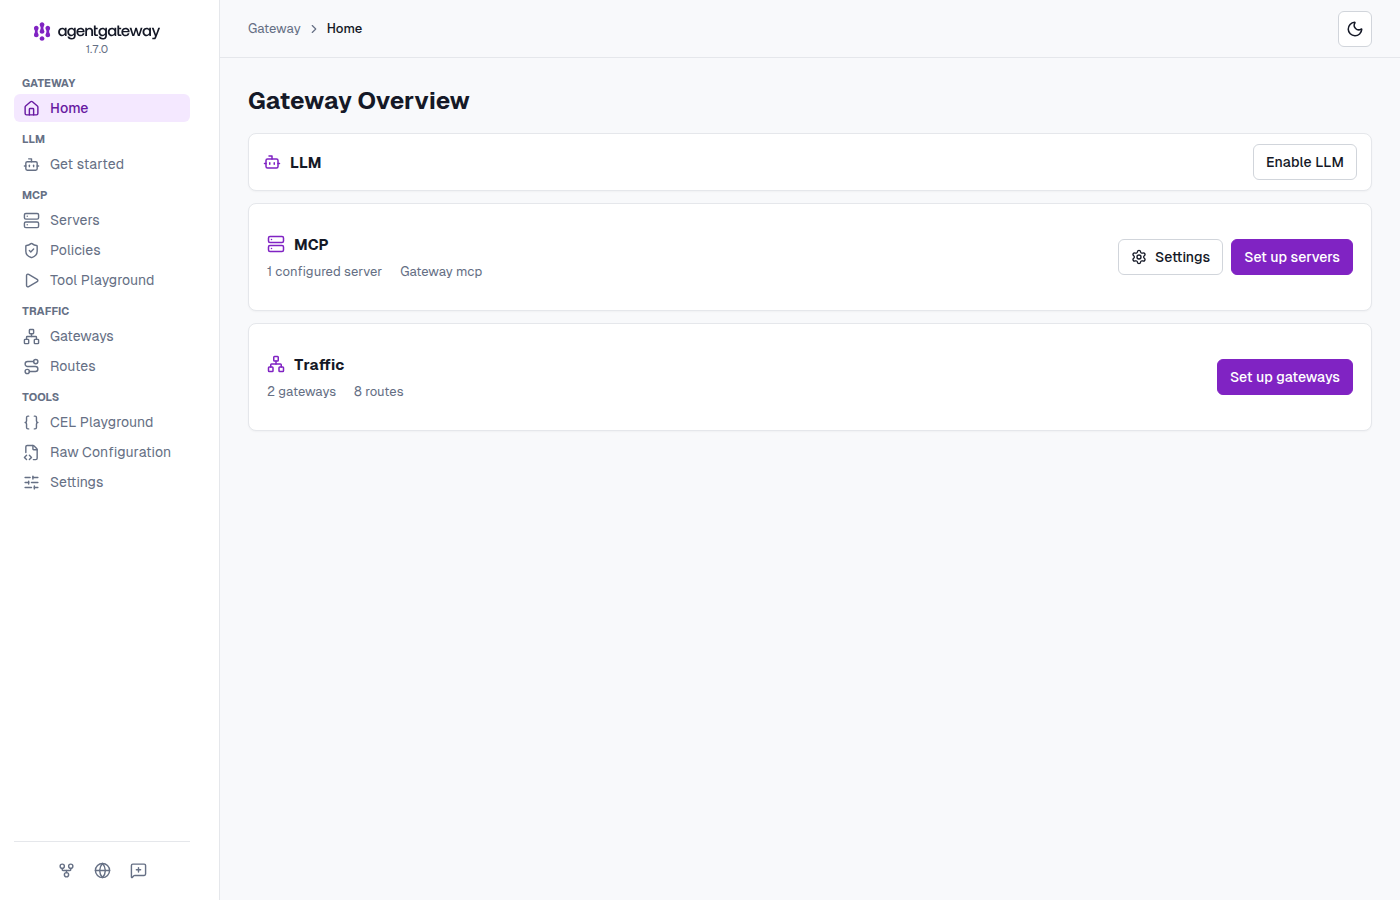 agentgateway
1.7.0
GATEWAY
Home
LLM
Get started
MCP
Servers
Policies
Tool Playground
TRAFFIC
Gateways
Routes
TOOLS
CEL Playground
Raw Configuration
Settings
Gateway > Home
Gateway Overview
LLM
Enable LLM
MCP
1 configured server Gateway mcp
Settings
Set up servers
Traffic
2 gateways 8 routes
Set up gateways